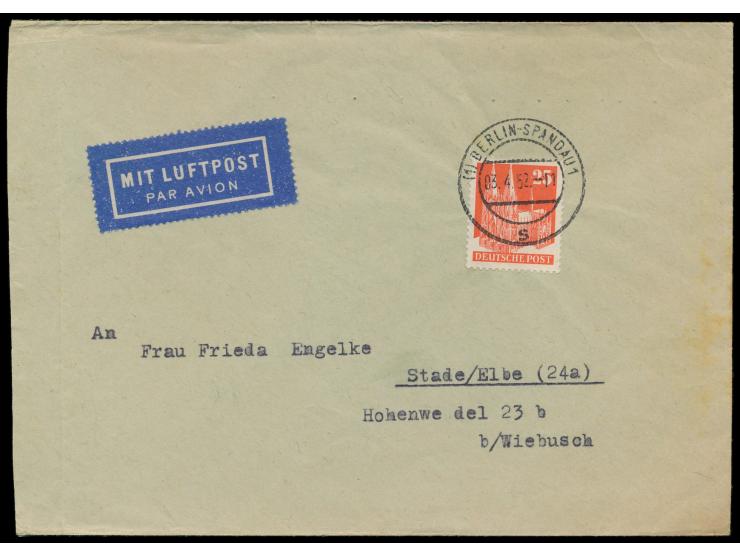 MIT LUFTPOST
PAR AVION
(1) BERLIN-SPANDAU 1
03.4.52.
s
25
DEUTSCHE POST
An
Frau Frieda Engelke
Stade/Elbe (24a)
Hohenwe del 23 b
b/Wiebusch